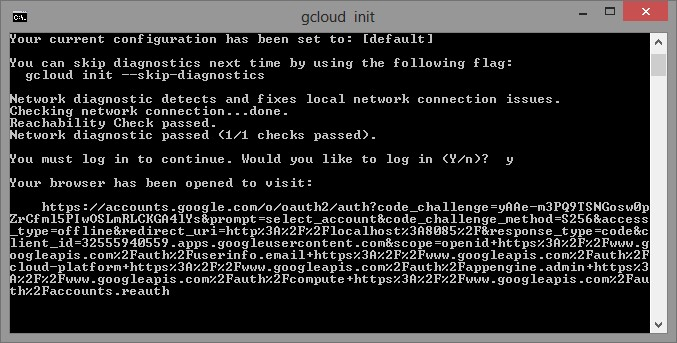 gcloud init
Your current configuration has been set to: [default]
You can skip diagnostics next time by using the following flag:
gcloud init --skip-diagnostics
Network diagnostic detects and fixes local network connection issues.
Checking network connection...done.
Reachability Check passed.
Network diagnostic passed (1/1 checks passed).
You must log in to continue. Would you like to log in (Y/n)?  y
Your browser has been opened to visit:
https://accounts.google.com/o/oauth2/auth?code_challenge=yAAe-m3PQ9TSNGosw0p
ZrCfml5PIwOSLmRLCKGA4lYs&prompt=select_account&code_challenge_method=S256&access
_type=offline&redirect_uri=http%3A%2F%2Flocalhost%3A8085%2F&response_type=code&c
lient_id=32555940559.apps.googleusercontent.com&scope=openid+https%3A%2F%2Fwww.g
oogleapis.com%2Fauth%2Fuserinfo.email+https%3A%2F%2Fwww.googleapis.com%2Fauth%2F
cloud-platform+https%3A%2F%2Fwww.googleapis.com%2Fauth%2Fappengine.admin+https%3
A%2F%2Fwww.googleapis.com%2Fauth%2Fcompute+https%3A%2F%2Fwww.googleapis.com%2Fau
th%2Faccounts.reauth